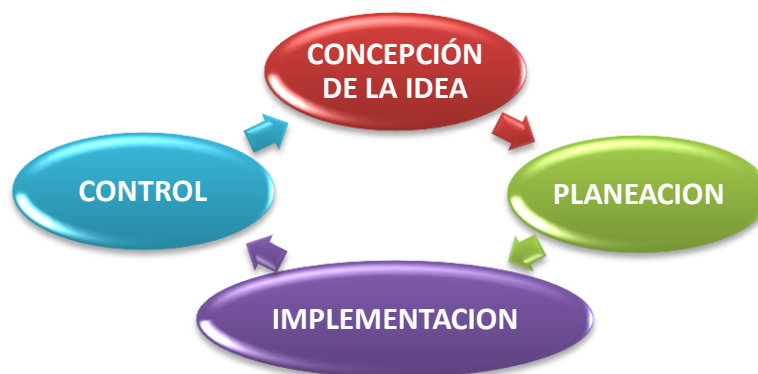 CONCEPCIÓN
DE LA IDEA
PLANEACION
IMPLEMENTACION
CONTROL